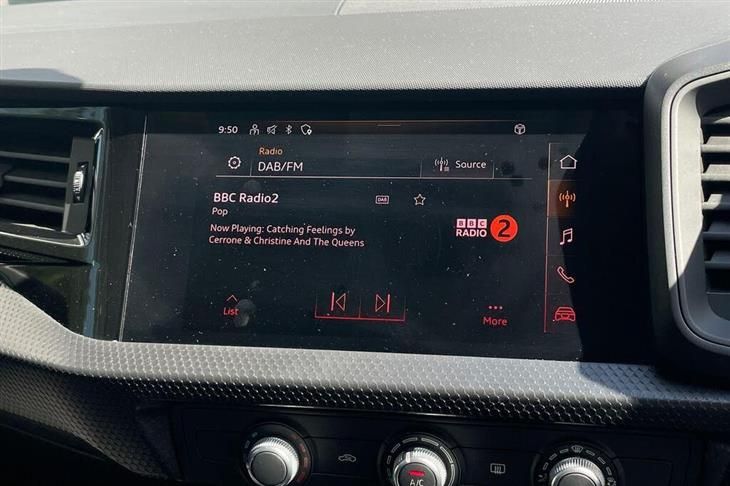 9:50
Radio
DAB/FM
Source
BBC Radio2
DAB
Pop
Now Playing: Catching Feelings by
Cerrone & Christine And The Queens
BBC
RADIO 2
List
More
A/C